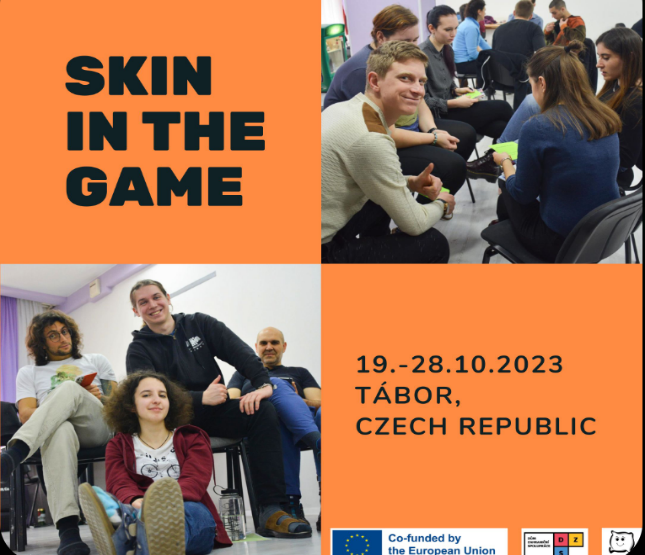 SKIN
IN THE
GAME
19.-28.10.2023
TÁBOR,
CZECH REPUBLIC
Co-funded by
the European Union
D Z
S